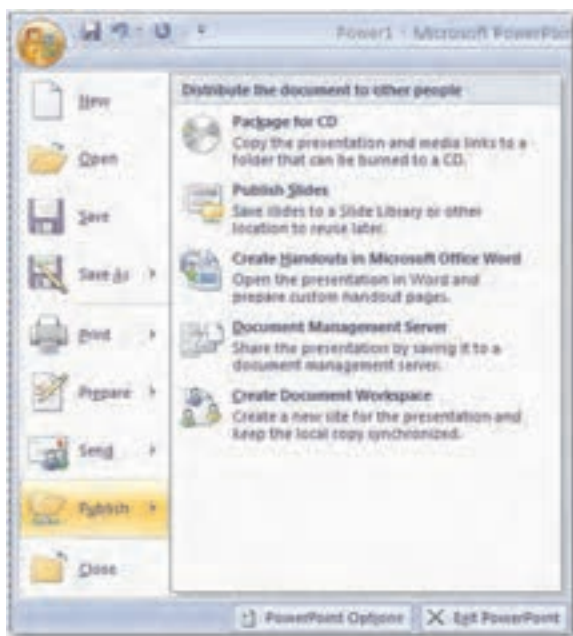 Power1 - Microsoft PowerPoin
New
Open
Save
Save As
Print
Prepare
Send
Publish
Close
Distribute the document to other people
Package for CD
Copy the presentation and media links to a
folder that can be burned to a CD.
Publish Slides
Save slides to a Slide Library or other
location to reuse later.
Create Handouts in Microsoft Office Word
Open the presentation in Word and
prepare custom handout pages.
Document Management Server
Share the presentation by saving it to a
document management server.
Create Document Workspace
Create a new site for the presentation and
keep the local copy synchronized.
PowerPoint Options
Exit PowerPoint